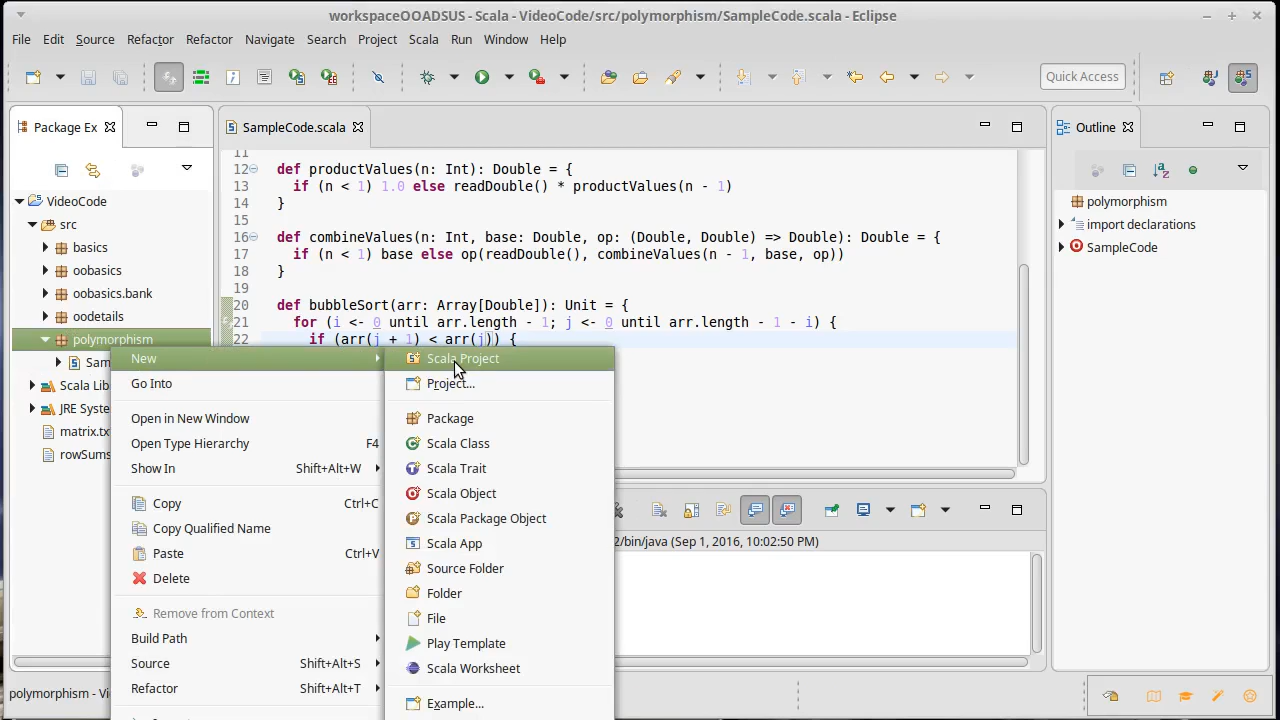 workspaceOOADSUS - Scala - VideoCode/src/polymorphism/SampleCode.scala - Eclipse
File Edit Source Refactor Refactor Navigate Search Project Scala Run Window Help
Quick Access
Package Ex
SampleCode.scala
Outline
VideoCode
src
basics
oobasics
oobasics.bank
oodetails
polymorphism
Sam
Scala Lib
JRE Syste
matrix.tx
rowSums
11
12 def productValues(n: Int): Double = {
13 if (n < 1) 1.0 else readDouble() * productValues(n - 1)
14 }
15
16 def combineValues(n: Int, base: Double, op: (Double, Double) => Double): Double = {
17 if (n < 1) base else op(readDouble(), combineValues(n - 1, base, op))
18 }
19
20 def bubbleSort(arr: Array[Double]): Unit = {
21 for (i <- 0 until arr.length - 1; j <- 0 until arr.length - 1 - i) {
22 if (arr(j + 1) < arr(j)) {
polymorphism
import declarations
SampleCode
New
Go Into
Open in New Window
Open Type Hierarchy F4
Show In Shift+Alt+W
Copy Ctrl+C
Copy Qualified Name
Paste Ctrl+V
Delete
Remove from Context
Build Path
Source Shift+Alt+S
Refactor Shift+Alt+T
Scala Project
Project...
Package
Scala Class
Scala Trait
Scala Object
Scala Package Object
Scala App
Source Folder
Folder
File
Play Template
Scala Worksheet
Example...
2/bin/java (Sep 1, 2016, 10:02:50 PM)
polymorphism - Vi